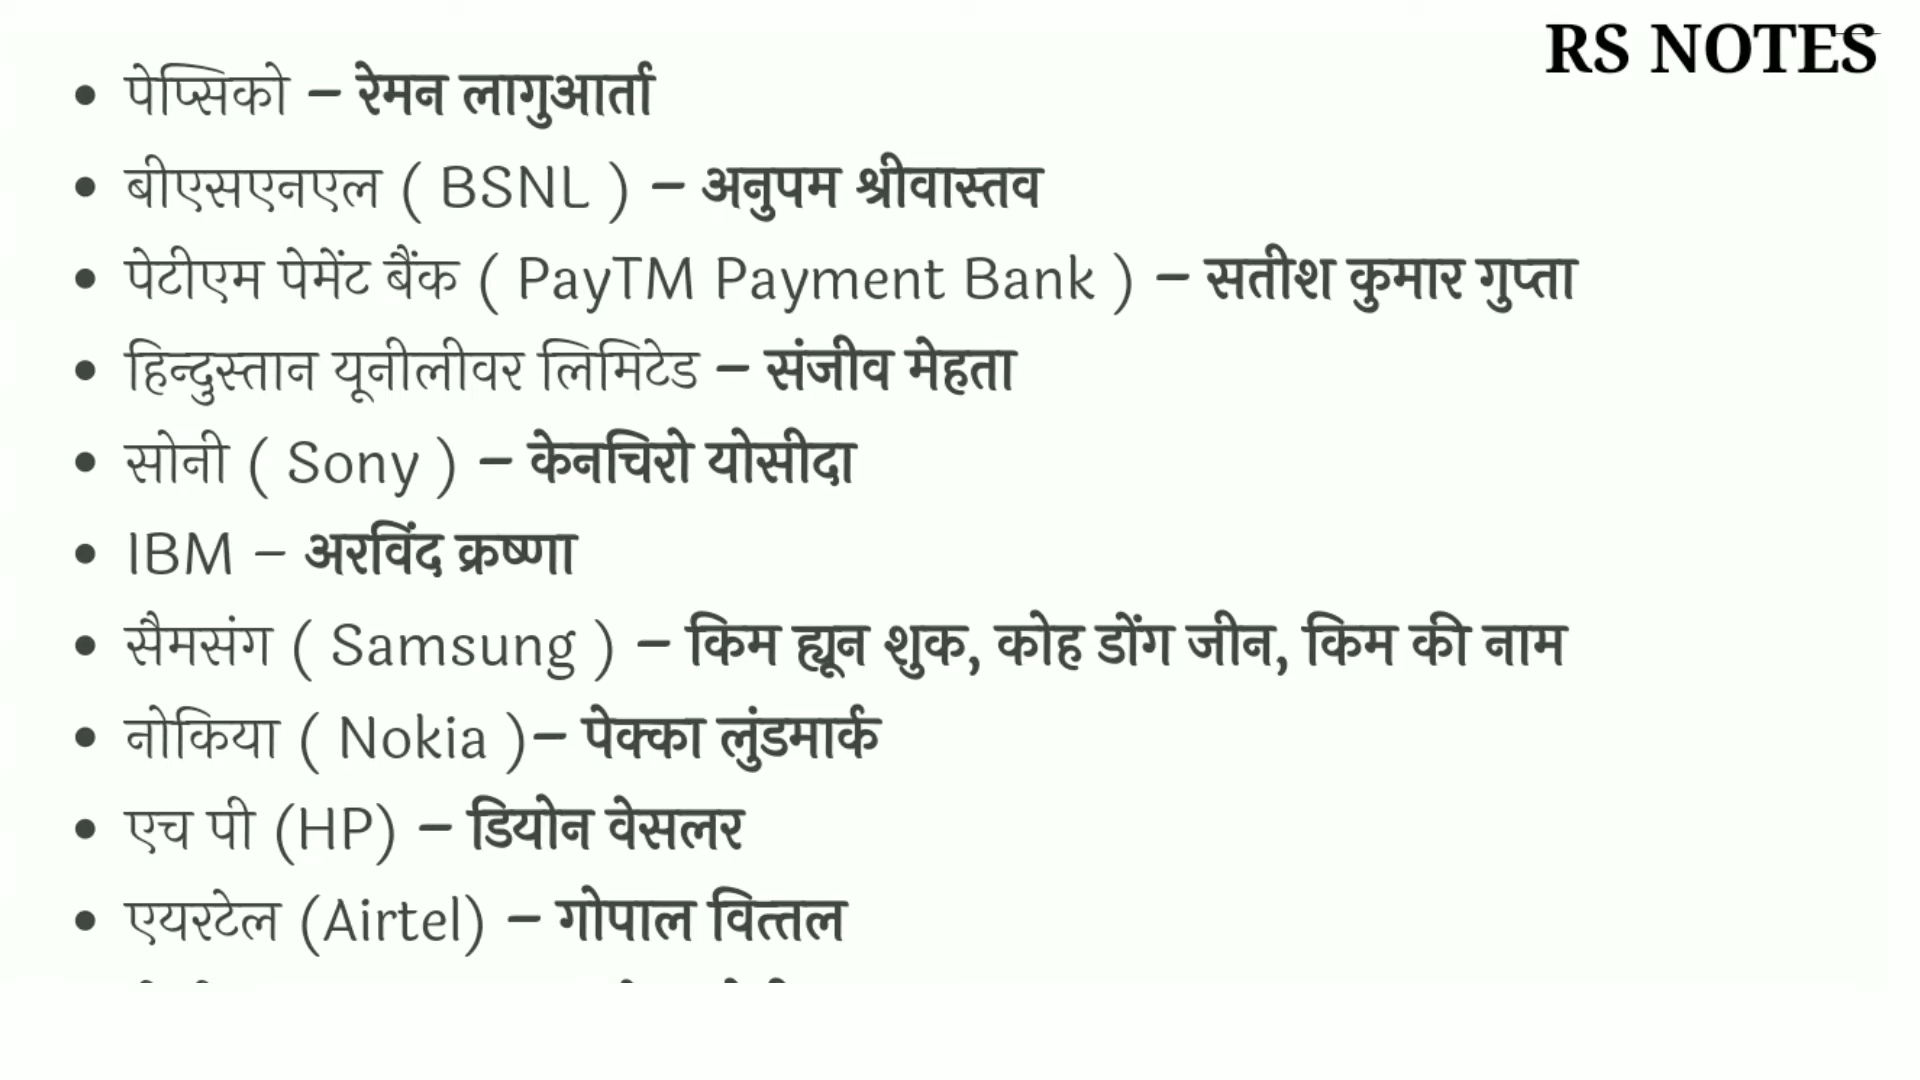 RS NOTES
• पेप्सिको – रेमन लागुआर्ता
• बीएसएनएल ( BSNL ) – अनुपम श्रीवास्तव
• पेटीएम पेमेंट बैंक ( PayTM Payment Bank ) – सतीश कुमार गुप्ता
• हिन्दुस्तान यूनीलीवर लिमिटेड – संजीव मेहता
• सोनी ( Sony ) – केनचिरो योसीदा
• IBM – अरविंद क्रष्णा
• सैमसंग ( Samsung ) – किम ह्यून शुक, कोह डोंग जीन, किम की नाम
• नोकिया ( Nokia )– पेक्का लुंडमार्क
• एच पी (HP) – डियोन वेसलर
• एयरटेल (Airtel) – गोपाल वित्तल